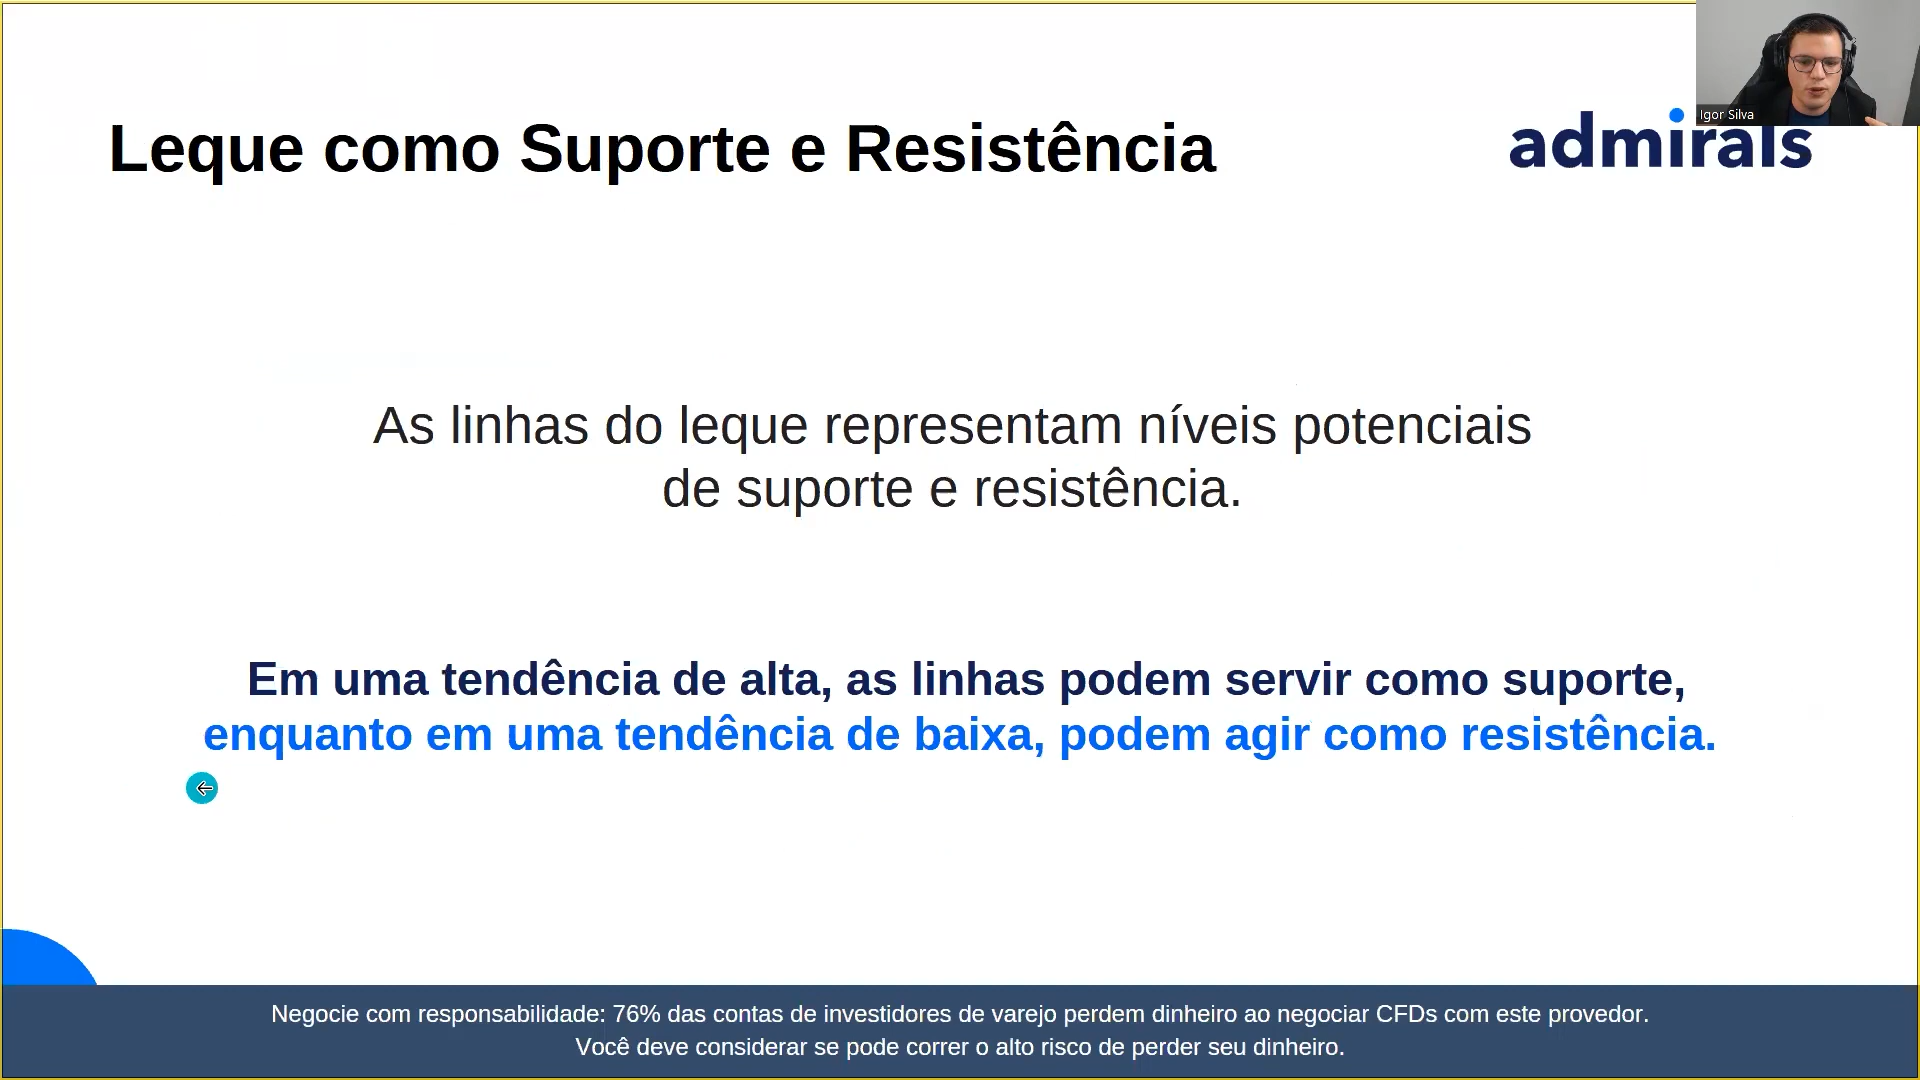 Igor Silva
Leque como Suporte e Resistência
admirals
As linhas do leque representam níveis potenciais
de suporte e resistência.
Em uma tendência de alta, as linhas podem servir como suporte,
enquanto em uma tendência de baixa, podem agir como resistência.
Negocie com responsabilidade: 76% das contas de investidores de varejo perdem dinheiro ao negociar CFDs com este provedor.
Você deve considerar se pode correr o alto risco de perder seu dinheiro.